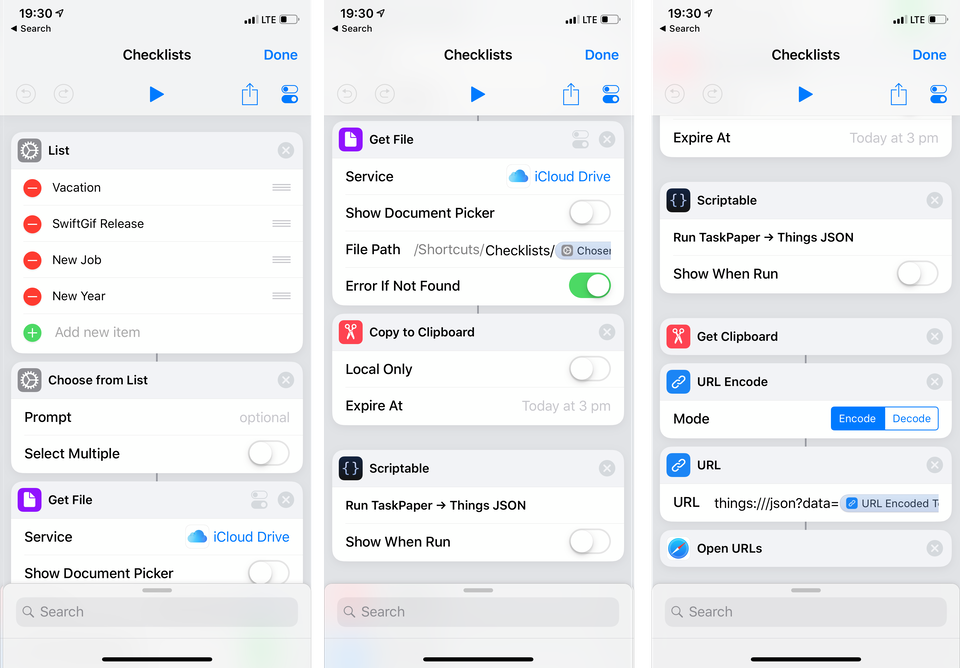 19:30
LTE
Search
Checklists
Done
List
Vacation
SwiftGif Release
New Job
New Year
Add new item
Choose from List
Prompt
optional
Select Multiple
Get File
Service
iCloud Drive
Show Document Picker
Search
19:30
LTE
Search
Checklists
Done
Get File
Service
iCloud Drive
Show Document Picker
File Path /Shortcuts/Checklists/
Error If Not Found
Copy to Clipboard
Local Only
Expire At
Today at 3 pm
Scriptable
Run TaskPaper → Things JSON
Show When Run
Search
19:30
LTE
Search
Checklists
Done
Expire At
Today at 3 pm
Scriptable
Run TaskPaper → Things JSON
Show When Run
Get Clipboard
URL Encode
Mode
Encode
Decode
URL
URL things:///json?data= URL Encoded
Open URLs
Search